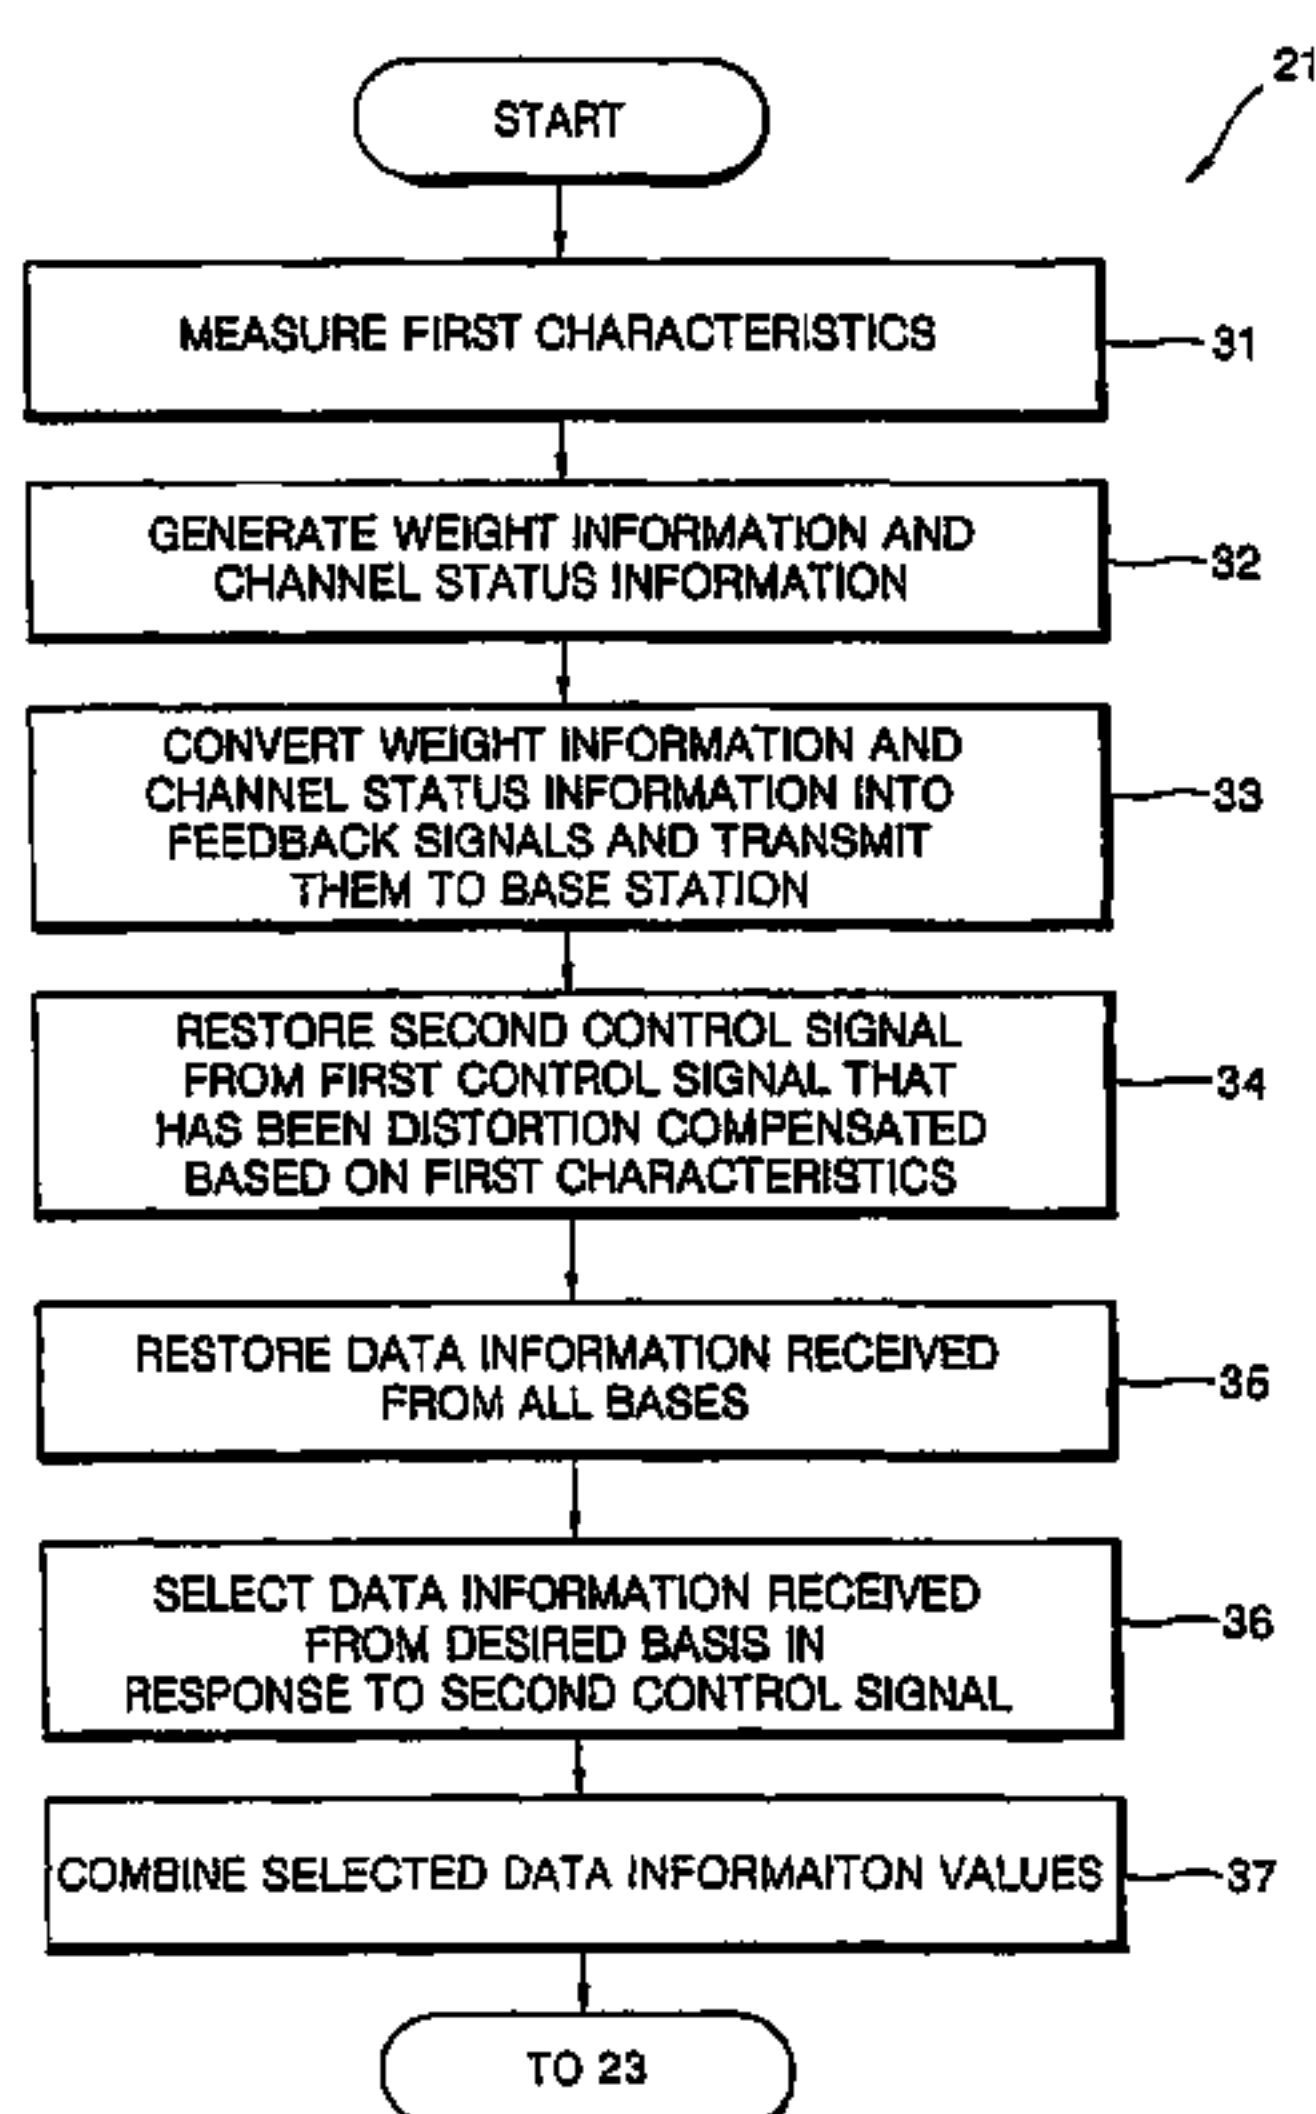 21
START
MEASURE FIRST CHARACTERISTICS
31
GENERATE WEIGHT INFORMATION AND
CHANNEL STATUS INFORMATION
32
CONVERT WEIGHT INFORMATION AND
CHANNEL STATUS INFORMATION INTO
FEEDBACK SIGNALS AND TRANSMIT
THEM TO BASE STATION
33
RESTORE SECOND CONTROL SIGNAL
FROM FIRST CONTROL SIGNAL THAT
HAS BEEN DISTORTION COMPENSATED
BASED ON FIRST CHARACTERISTICS
34
RESTORE DATA INFORMATION RECEIVED
FROM ALL BASES
35
SELECT DATA INFORMATION RECEIVED
FROM DESIRED BASIS IN
RESPONSE TO SECOND CONTROL SIGNAL
36
COMBINE SELECTED DATA INFORMAITON VALUES
37
TO 23